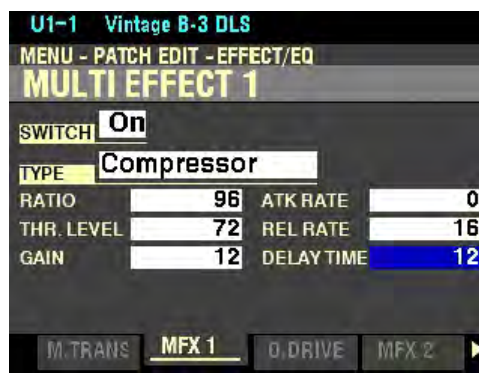 U1-1 Vintage B-3 DLS
MENU - PATCH EDIT - EFFECT/EQ
MULTI EFFECT 1
SWITCH On
TYPE Compressor
RATIO 96 ATK RATE 0
THR. LEVEL 72 REL RATE 16
GAIN 12 DELAY TIME 12
M.TRANS MFX 1 O.DRIVE MFX 2